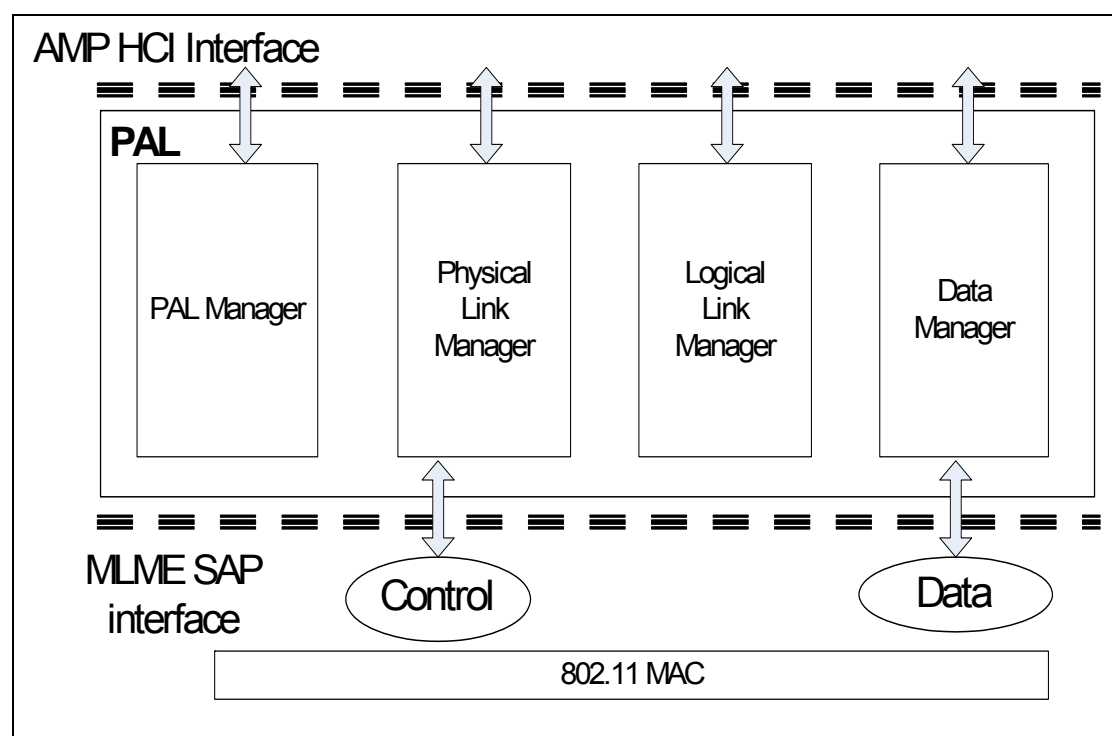 AMP HCI Interface
PAL
PAL Manager
Physical
Link
Manager
Logical
Link
Manager
Data
Manager
MLME SAP
interface
Control
Data
802.11 MAC